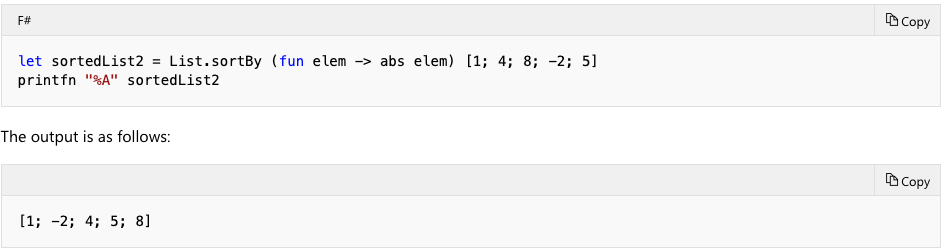 F#
Copy
let sortedList2 = List.sortBy (fun elem -> abs elem) [1; 4; 8; -2; 5]
printfn "%A" sortedList2
The output is as follows:
Copy
[1; -2; 4; 5; 8]